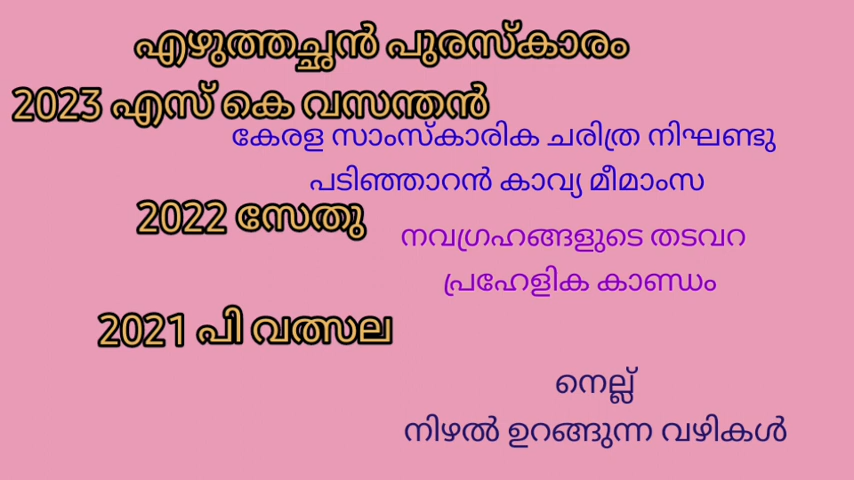 എഴുത്തച്ഛൻ പുരസ്കാരം
2023 എസ് കെ വസന്തൻ
കേരള സാംസ്കാരിക ചരിത്ര നിഘണ്ടു
പടിഞ്ഞാറൻ കാവ്യ മീമാംസ
2022 സേതു
നവഗ്രഹങ്ങളുടെ തടവറ
പ്രഹേളിക കാണ്ഡം
2021 പി വത്സല
നെല്ല്
നിഴൽ ഉറങ്ങുന്ന വഴികൾ